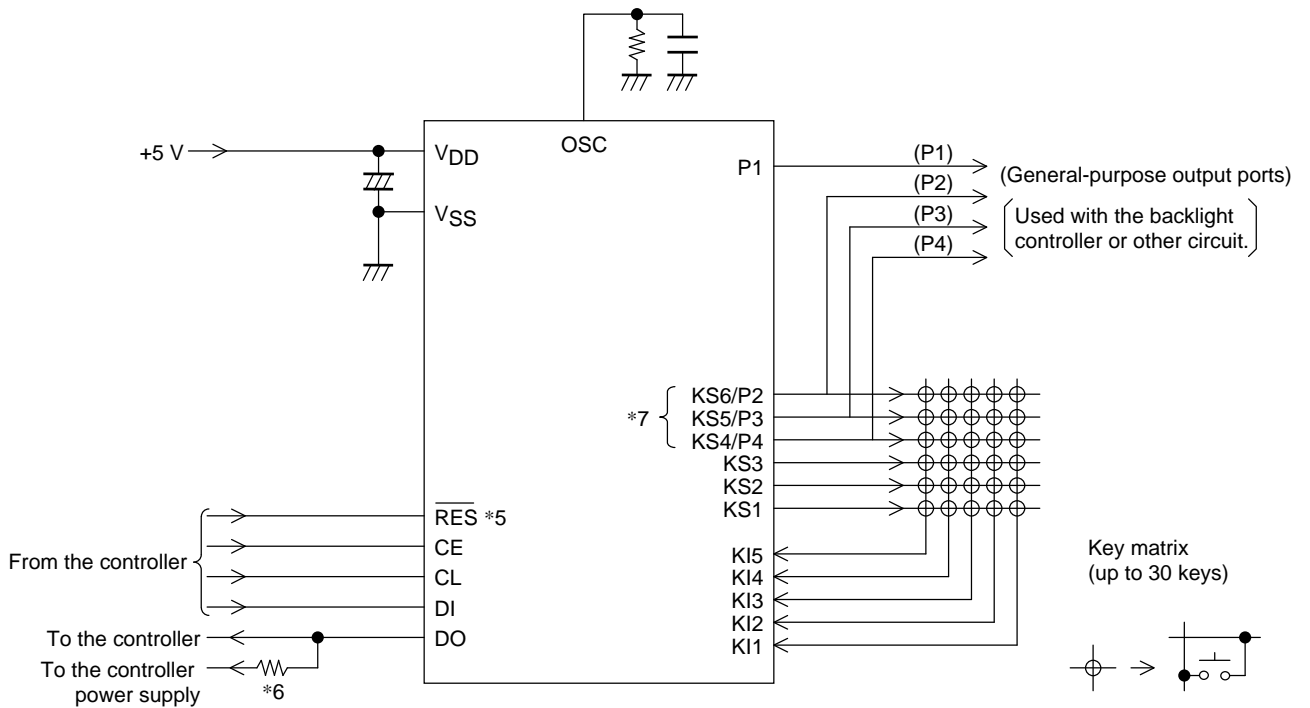 OSC
+5 V
VDD
VSS
P1
(P1)
(P2)
(P3)
(P4)
(General-purpose output ports)
Used with the backlight
controller or other circuit.
*7
KS6/P2
KS5/P3
KS4/P4
KS3
KS2
KS1
From the controller
RES *5
CE
CL
DI
DO
To the controller
To the controller
power supply
*6
KI5
KI4
KI3
KI2
KI1
Key matrix
(up to 30 keys)